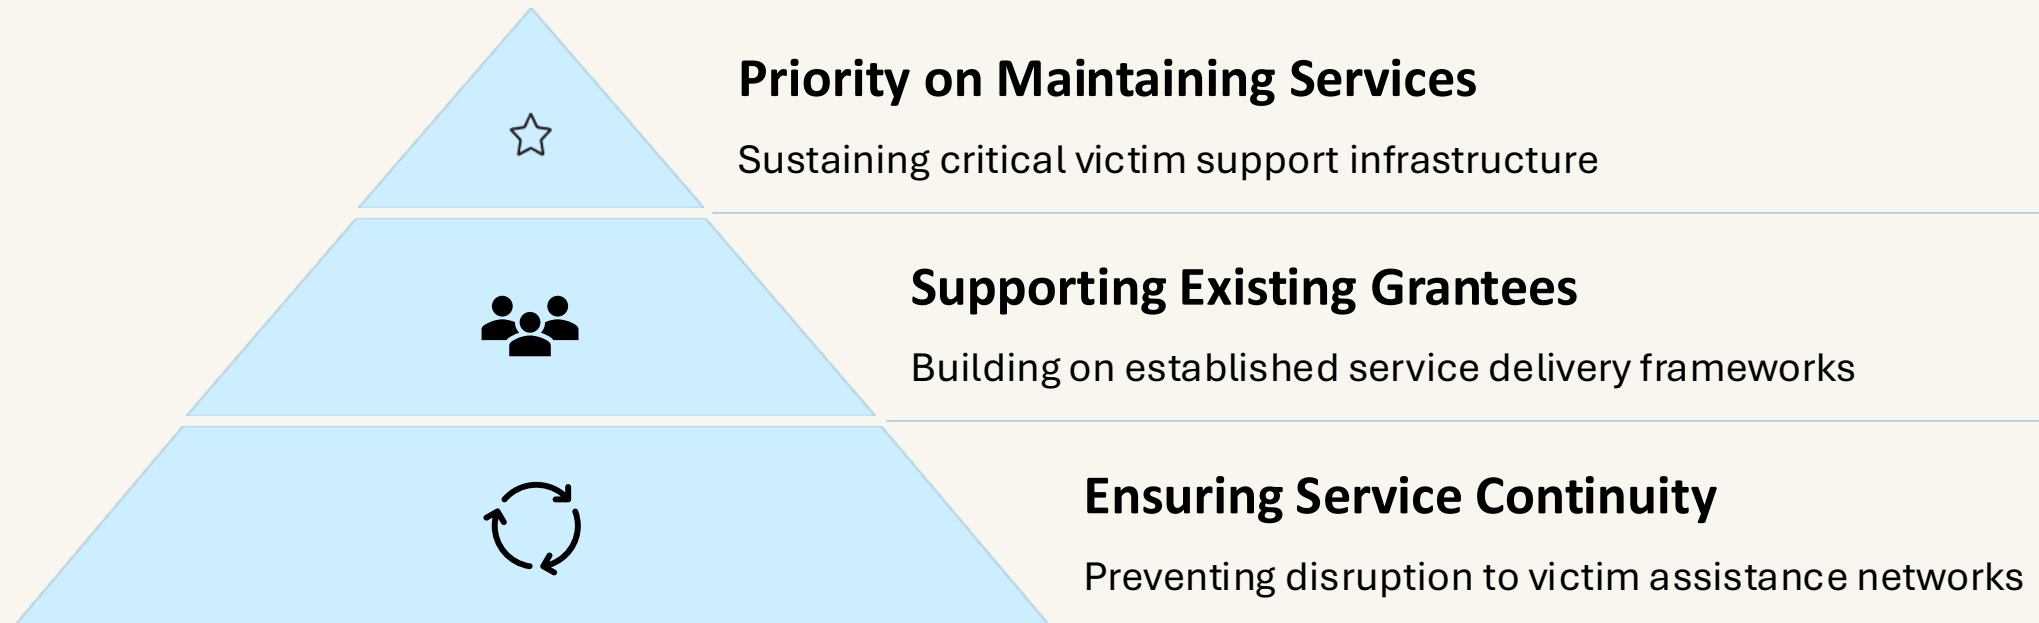 Priority on Maintaining Services
Sustaining critical victim support infrastructure
Supporting Existing Grantees
Building on established service delivery frameworks
Ensuring Service Continuity
Preventing disruption to victim assistance networks